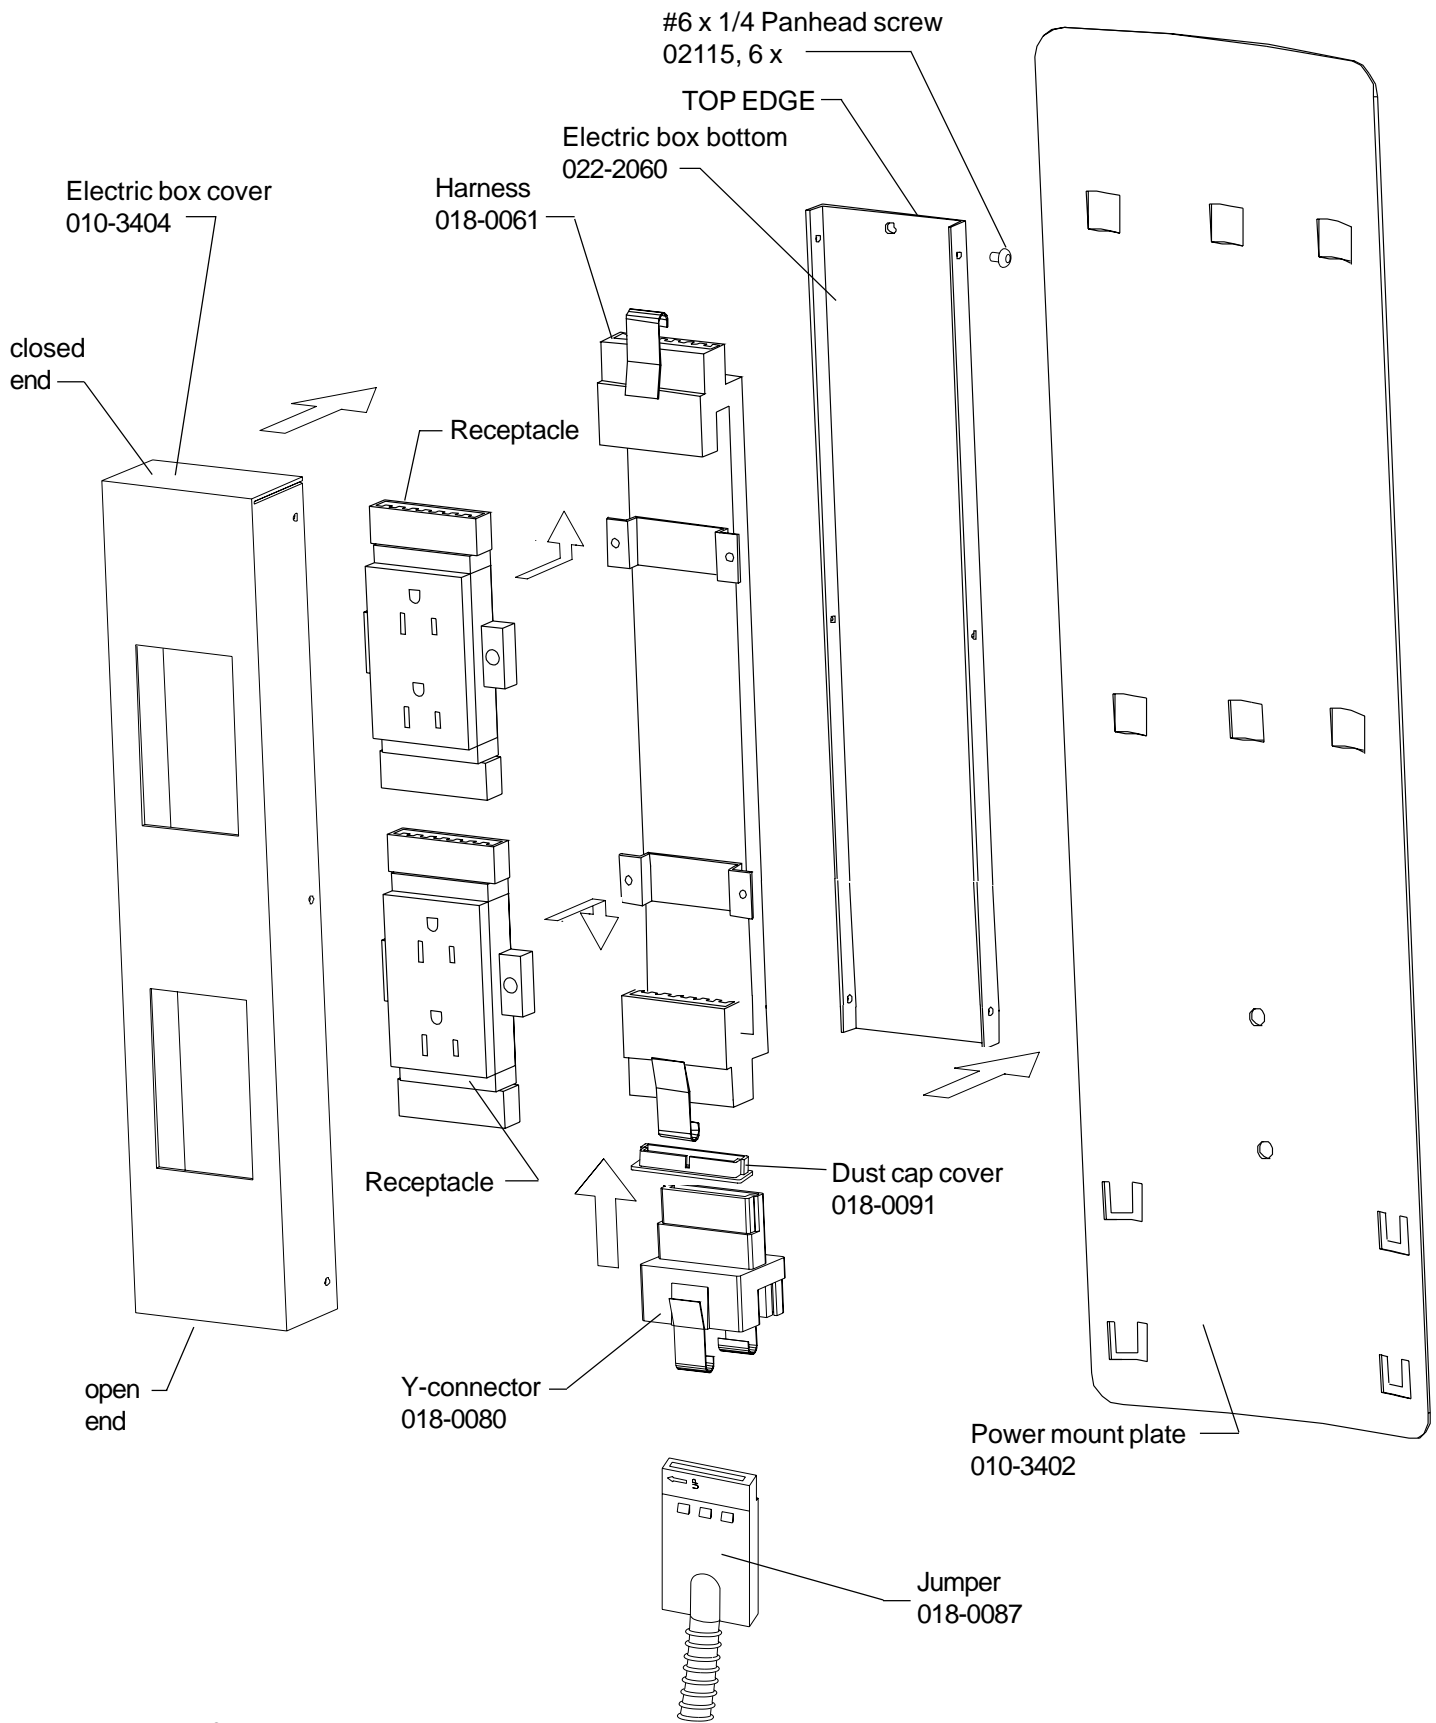 #6 x 1/4 Panhead screw
02115, 6 x
TOP EDGE
Electric box bottom
022-2060
Electric box cover
010-3404
Harness
018-0061
closed
end
Receptacle
Receptacle
Dust cap cover
018-0091
open
end
Y-connector
018-0080
Power mount plate
010-3402
Jumper
018-0087